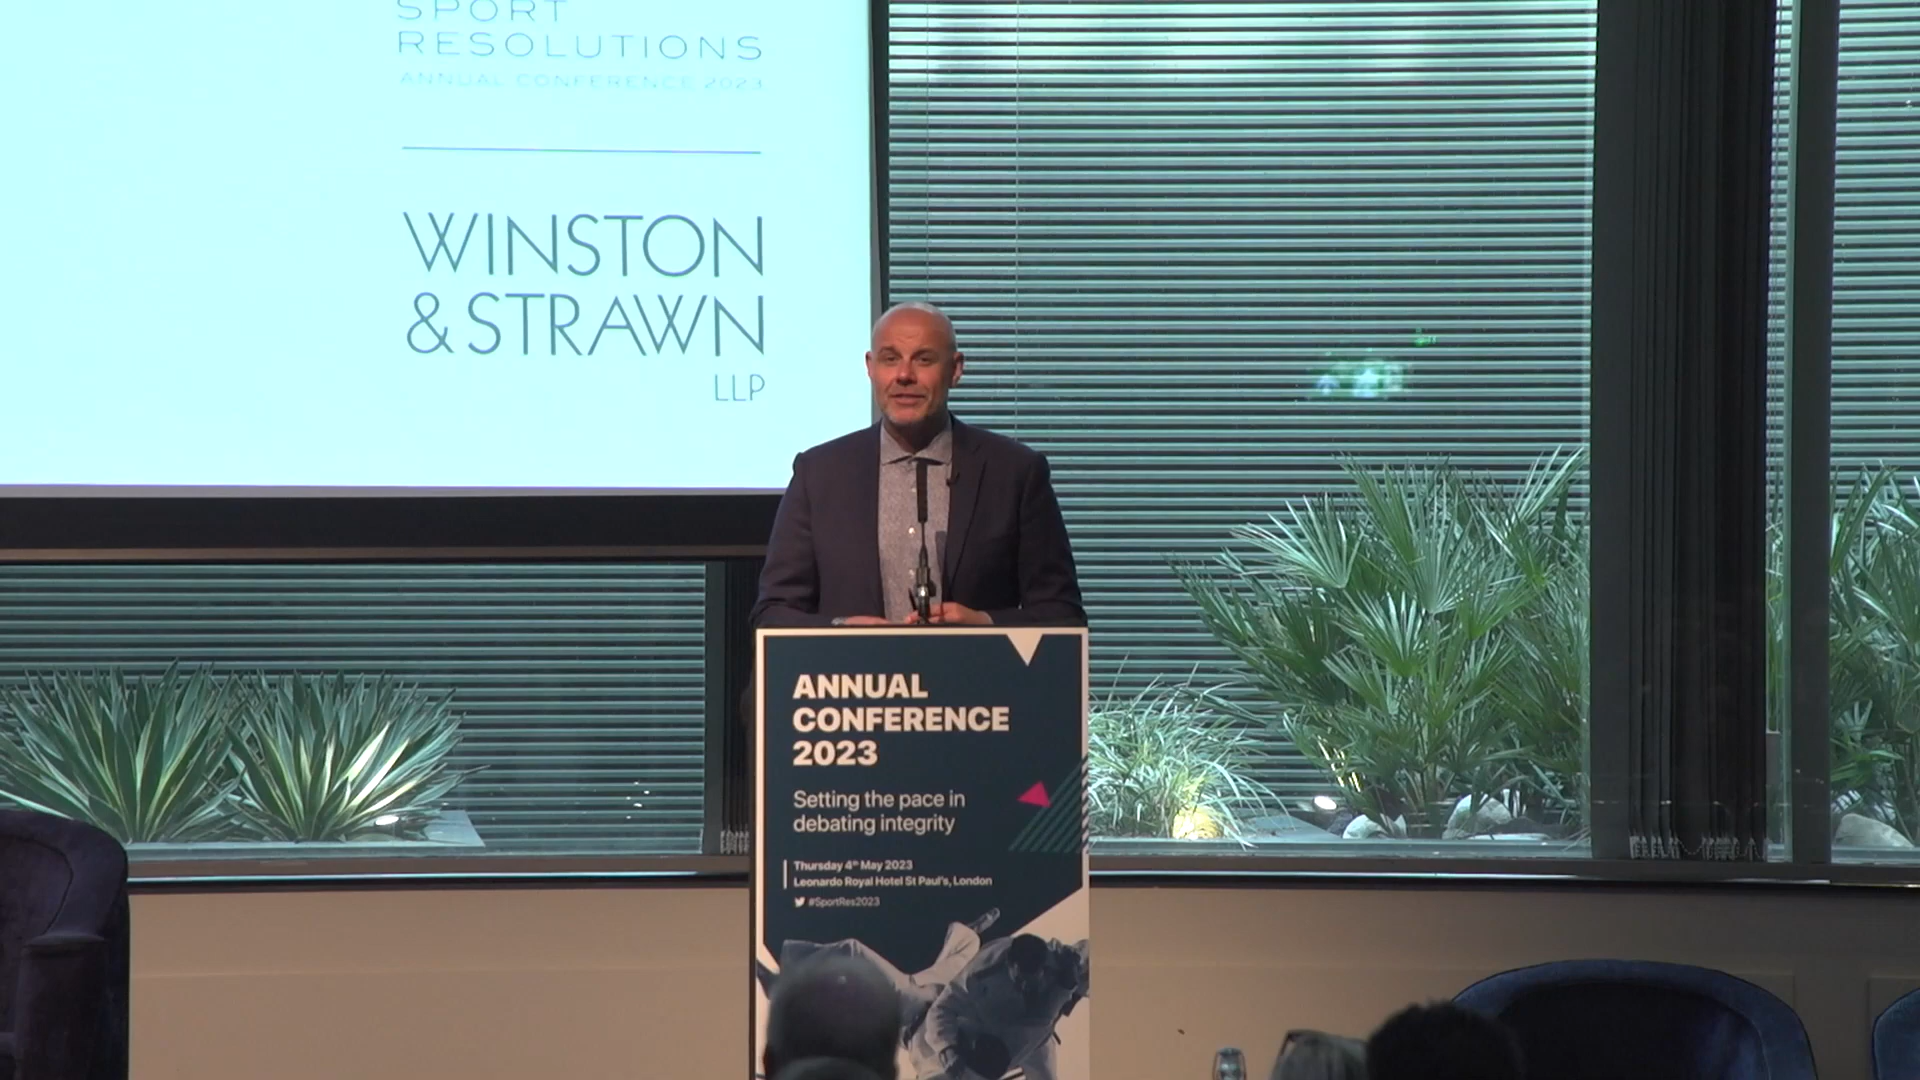 SPORT
RESOLUTIONS
ANNUAL CONFERENCE 2023
WINSTON
& STRAWN
LLP
ANNUAL
CONFERENCE
2023
Setting the pace in
debating integrity
Thursday 4th May 2023
Leonardo Royal Hotel St Paul's, London
#SportRes2023